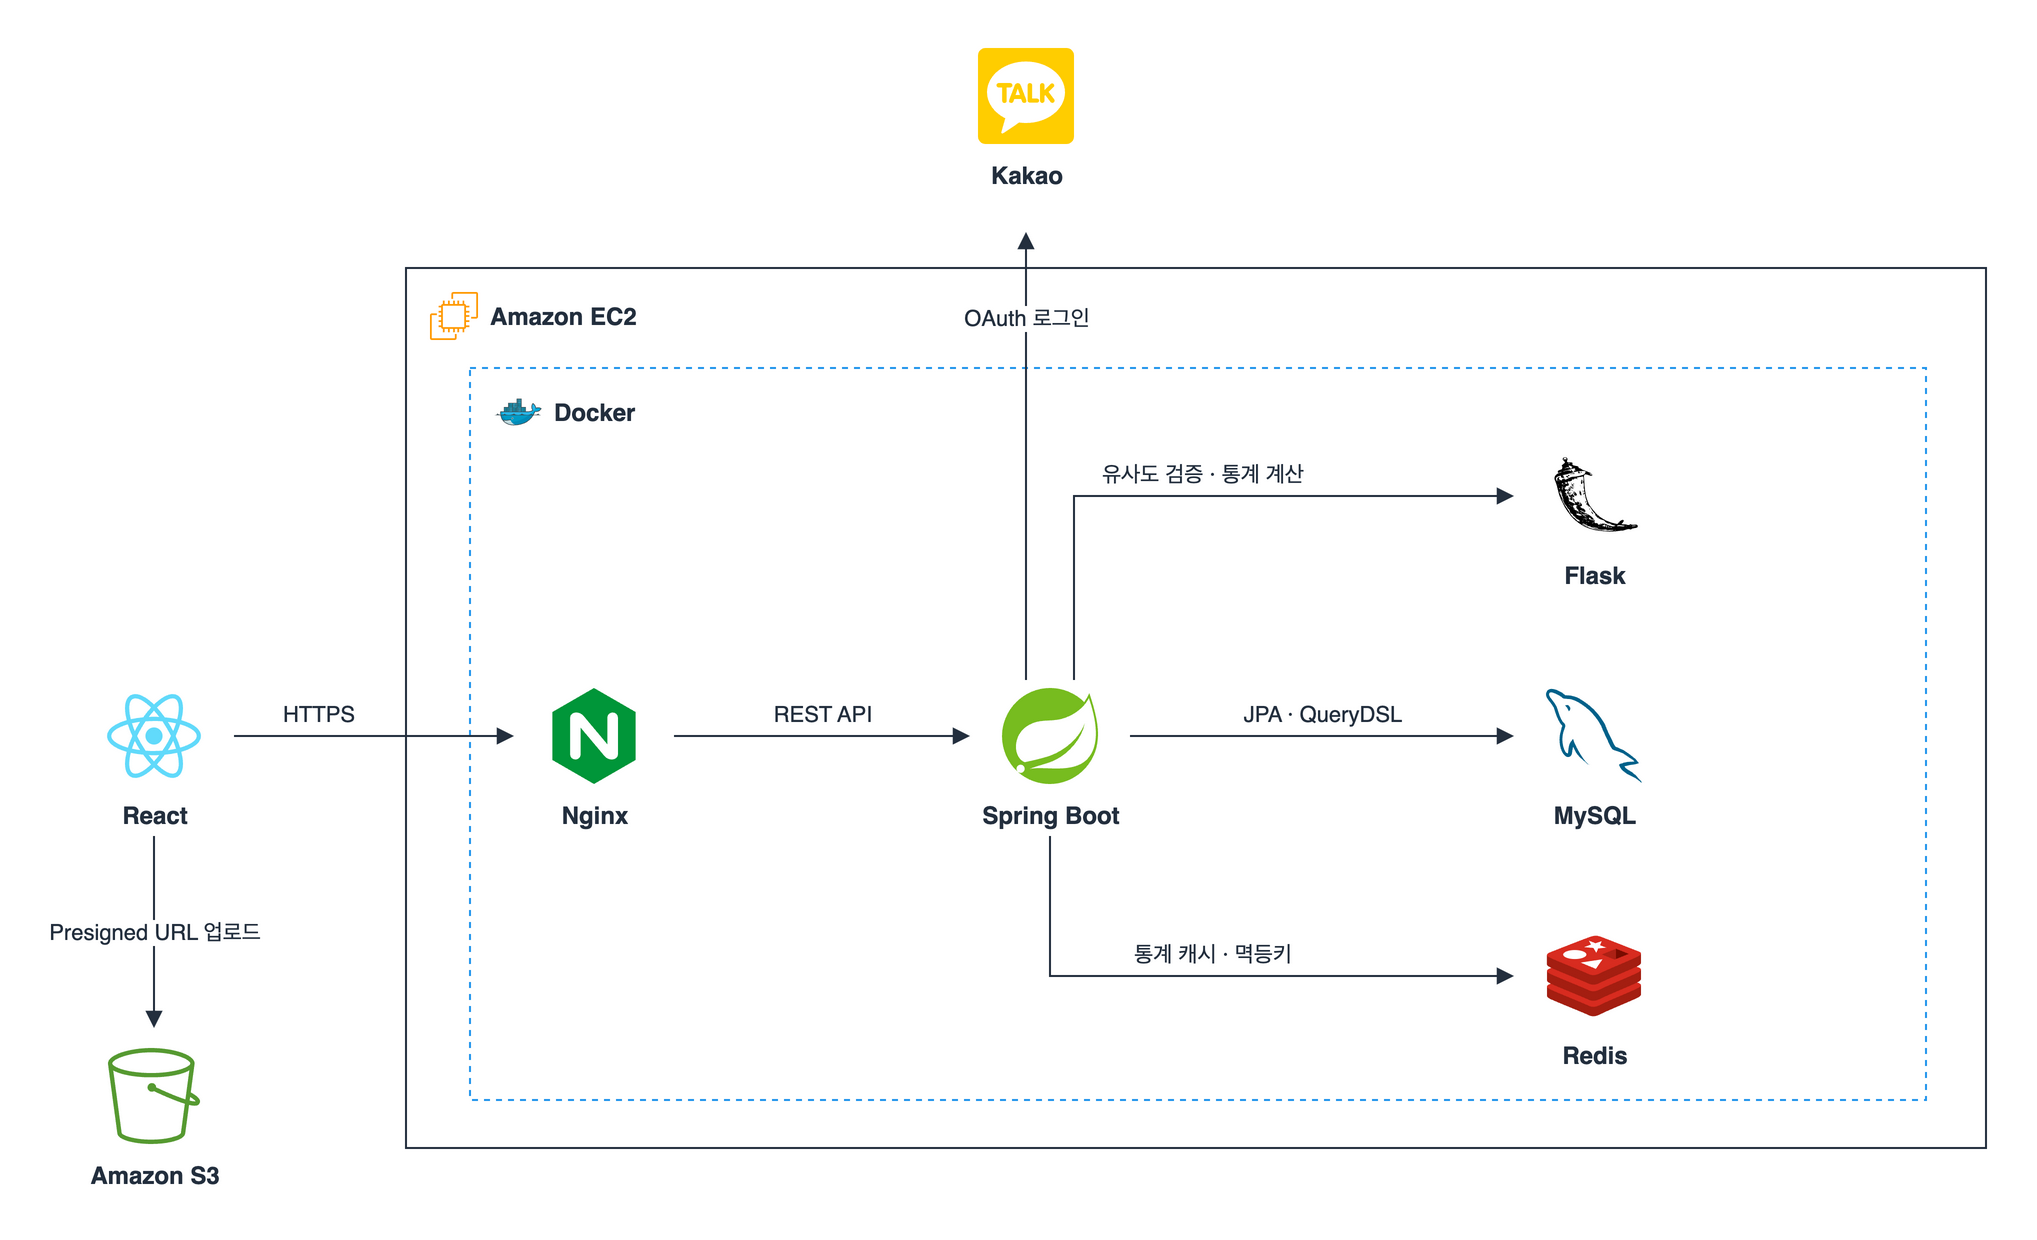 TALK
Kakao
Amazon EC2
OAuth 로그인
Docker
유사도 검증 · 통계 계산
Flask
HTTPS
REST API
JPA · QueryDSL
React
Nginx
Spring Boot
MySQL
Presigned URL 업로드
통계 캐시 · 멱등키
Redis
Amazon S3